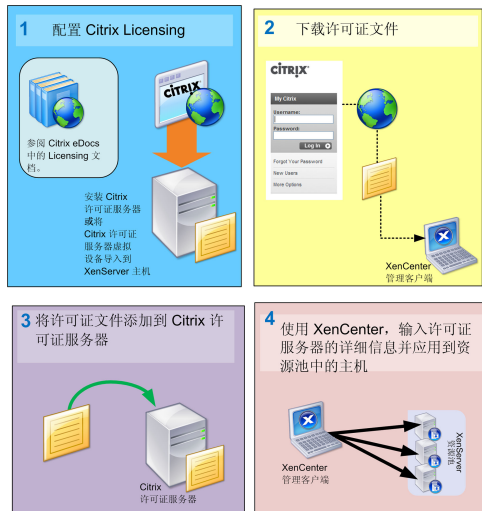 1 配置 Citrix Licensing
CITRIX
参阅 Citrix eDocs
中的 Licensing 文
档。
安装 Citrix
许可证服务器
或将
Citrix 许可证
服务器虚拟
设备导入到
XenServer 主机
2 下载许可证文件
CITRIX
My Citrix
Username:
Password:
Log In
Forgot Your Password
New Users
More Options
XenCenter
管理客户端
3 将许可证文件添加到 Citrix 许
可证服务器
Citrix
许可证服务器
4 使用 XenCenter，输入许可证
服务器的详细信息并应用到资
源池中的主机
XenCenter
管理客户端
XenServer
资源池